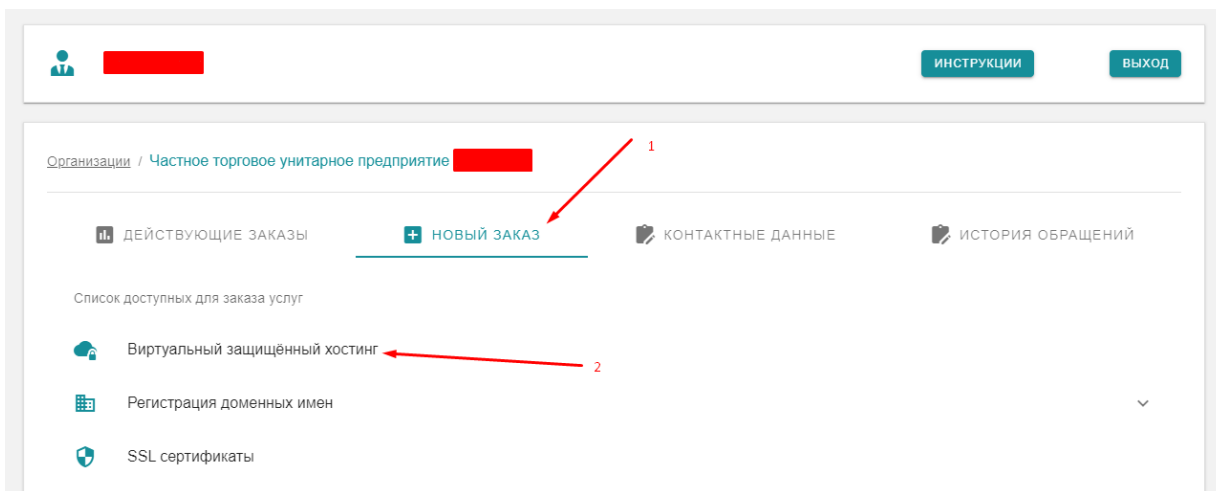 ИНСТРУКЦИИ ВЫХОД
1
Организации / Частное торговое унитарное предприятие
ДЕЙСТВУЮЩИЕ ЗАКАЗЫ НОВЫЙ ЗАКАЗ КОНТАКТНЫЕ ДАННЫЕ ИСТОРИЯ ОБРАЩЕНИЙ
Список доступных для заказа услуг
Виртуальный защищённый хостинг
2
Регистрация доменных имен
SSL сертификаты